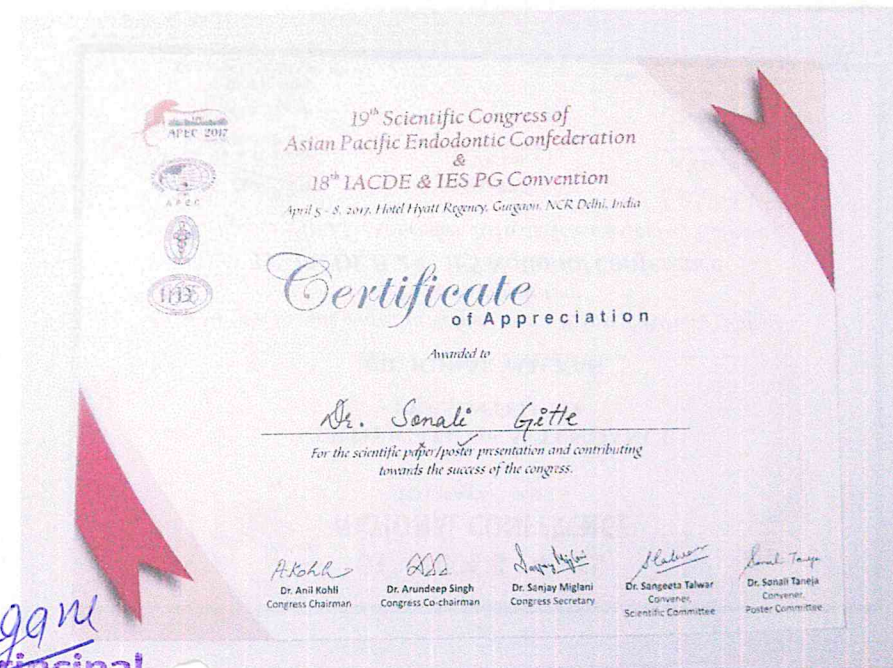 APEC 2017
19th Scientific Congress of
Asian Pacific Endodontic Confederation
&
18th IACDE & IES PG Convention
April 5 - 8, 2017, Hotel Hyatt Regency, Gurgaon, NCR Delhi, India
APEC
Certificate
of Appreciation
Awarded to
Dr. Sonali Gitte
For the scientific paper/poster presentation and contributing
towards the success of the congress.
Dr. Anil Kohli
Congress Chairman
Dr. Arundeep Singh
Congress Co-chairman
Dr. Sanjay Miglani
Congress Secretary
Dr. Sangeeta Talwar
Convener,
Scientific Committee
Dr. Sonali Taneja
Convener,
Poster Committee
Principal